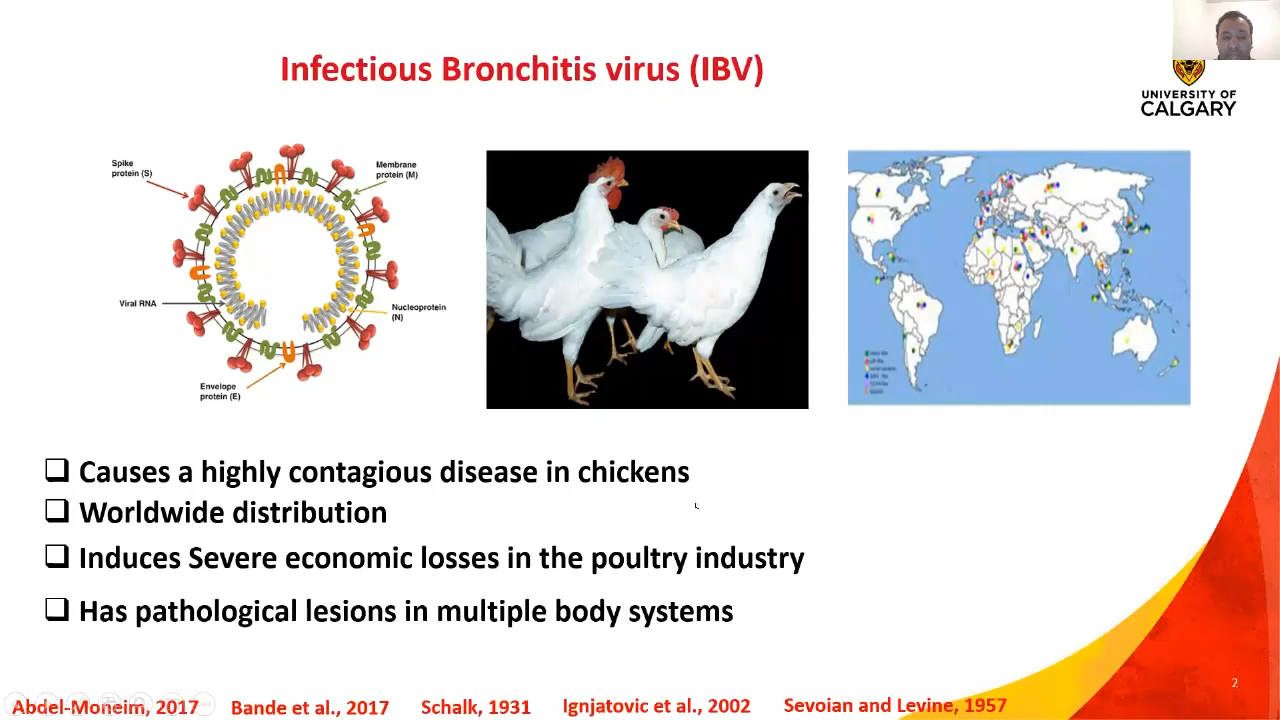 Infectious Bronchitis virus (IBV)
UNIVERSITY OF
CALGARY
Spike
protein (S)
Membrane
protein (M)
Viral RNA
Nucleoprotein
(N)
Envelope
protein (E)
Causes a highly contagious disease in chickens
Worldwide distribution
Induces Severe economic losses in the poultry industry
Has pathological lesions in multiple body systems
2
Abdel-Moneim, 2017 Bande et al., 2017 Schalk, 1931 Ignjatovic et al., 2002 Sevoian and Levine, 1957